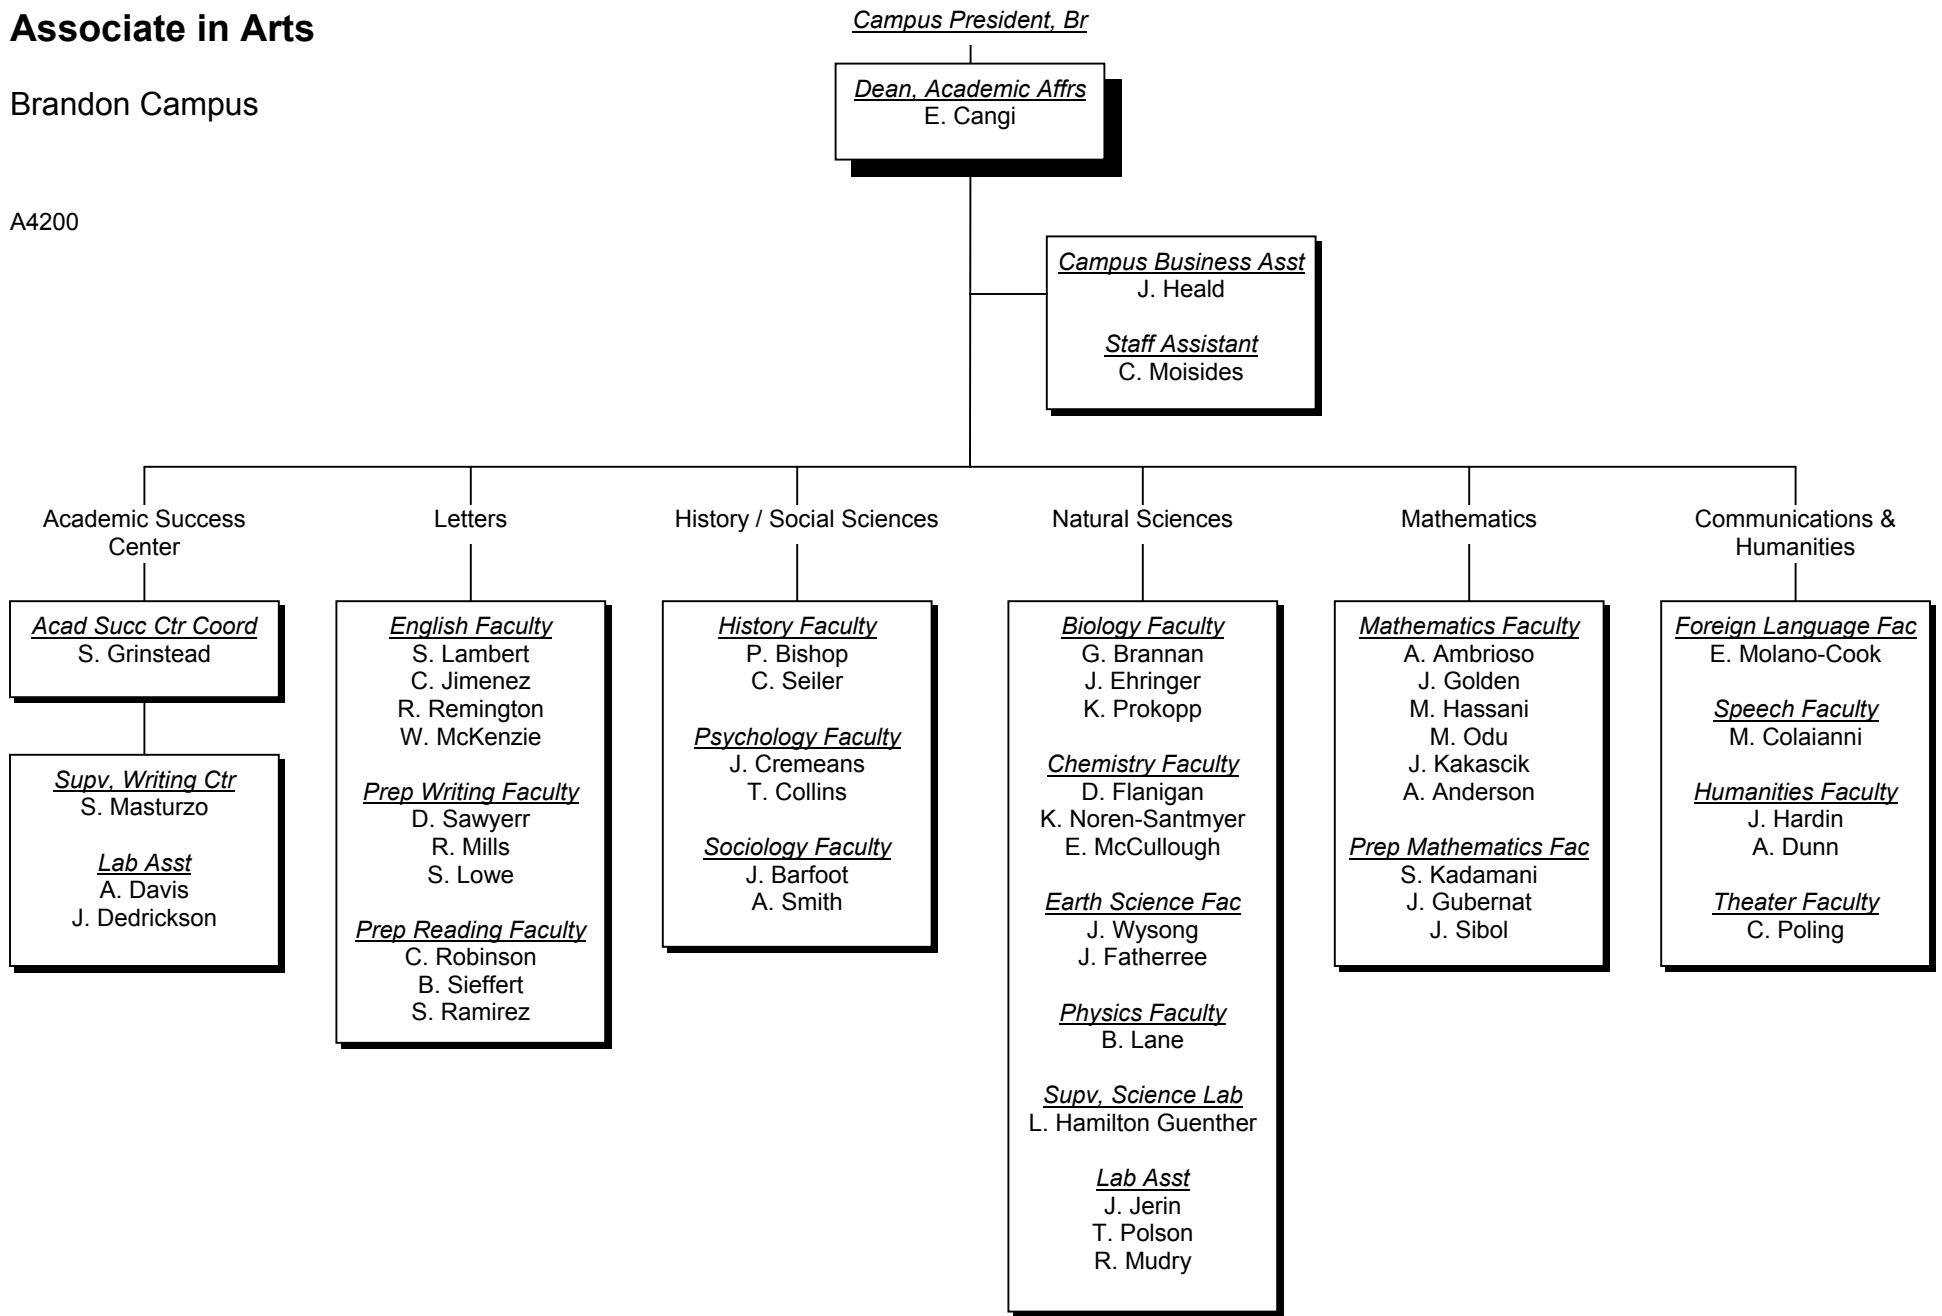 Associate in Arts
Brandon Campus
A4200
Campus President, Br
Dean, Academic Affrs
E. Cangi
Campus Business Asst
J. Heald
Staff Assistant
C. Moisides
Academic Success
Center
Acad Succ Ctr Coord
S. Grinstead
Supv, Writing Ctr
S. Masturzo
Lab Asst
A. Davis
J. Dedrickson
Letters
English Faculty
S. Lambert
C. Jimenez
R. Remington
W. McKenzie
Prep Writing Faculty
D. Sawyerr
R. Mills
S. Lowe
Prep Reading Faculty
C. Robinson
B. Sieffert
S. Ramirez
History / Social Sciences
History Faculty
P. Bishop
C. Seiler
Psychology Faculty
J. Cremeans
T. Collins
Sociology Faculty
J. Barfoot
A. Smith
Natural Sciences
Biology Faculty
G. Brannan
J. Ehringer
K. Prokopp
Chemistry Faculty
D. Flanigan
K. Noren-Santmyer
E. McCullough
Earth Science Fac
J. Wysong
J. Fatherree
Physics Faculty
B. Lane
Supv, Science Lab
L. Hamilton Guenther
Lab Asst
J. Jerin
T. Polson
R. Mudry
Mathematics
Mathematics Faculty
A. Ambrioso
J. Golden
M. Hassani
M. Odu
J. Kakascik
A. Anderson
Prep Mathematics Fac
S. Kadamani
J. Gubernat
J. Sibol
Communications &
Humanities
Foreign Language Fac
E. Molano-Cook
Speech Faculty
M. Colaianni
Humanities Faculty
J. Hardin
A. Dunn
Theater Faculty
C. Poling